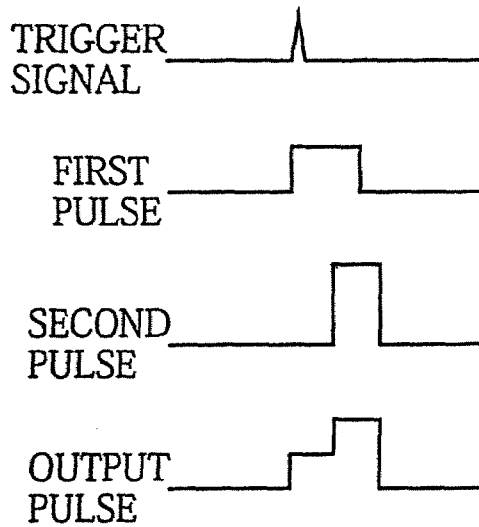 TRIGGER
SIGNAL
FIRST
PULSE
SECOND
PULSE
OUTPUT
PULSE